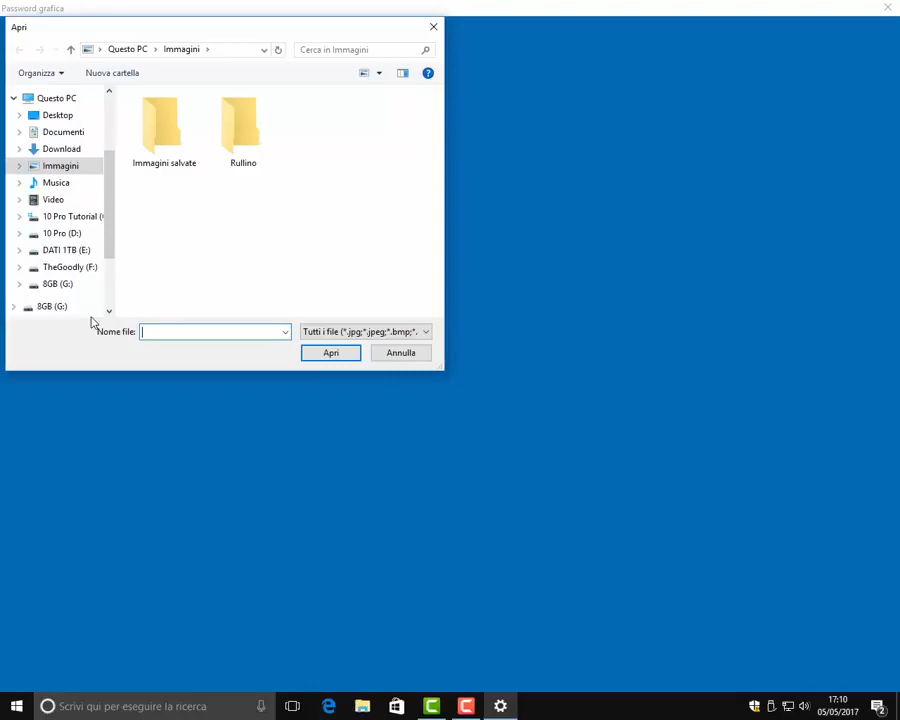 Password grafica
Apri
Questo PC
Immagini
Cerca in Immagini
Organizza
Nuova cartella
Questo PC
Desktop
Documenti
Download
Immagini
Musica
Video
10 Pro Tutorial (
10 Pro (D:)
DATI 1TB (E:)
TheGoodly (F:)
8GB (G:)
8GB (G:)
Immagini salvate
Rullino
Nome file:
Tutti i file (*.jpg;*.jpeg;*.bmp;*.
Apri
Annulla
Scrivi qui per eseguire la ricerca
17:10
05/05/2017
2